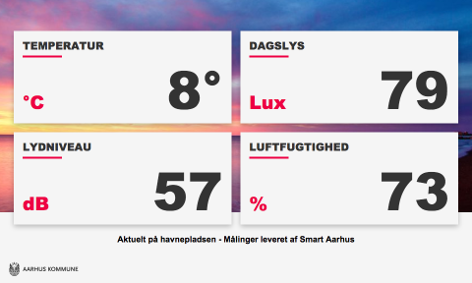 TEMPERATUR
°C 8°
DAGSLYS
Lux 79
LYDNIVEAU
dB 57
LUFTFUGTIGHED
% 73
Aktuelt på havnepladsen - Målinger leveret af Smart Aarhus
AARHUS KOMMUNE